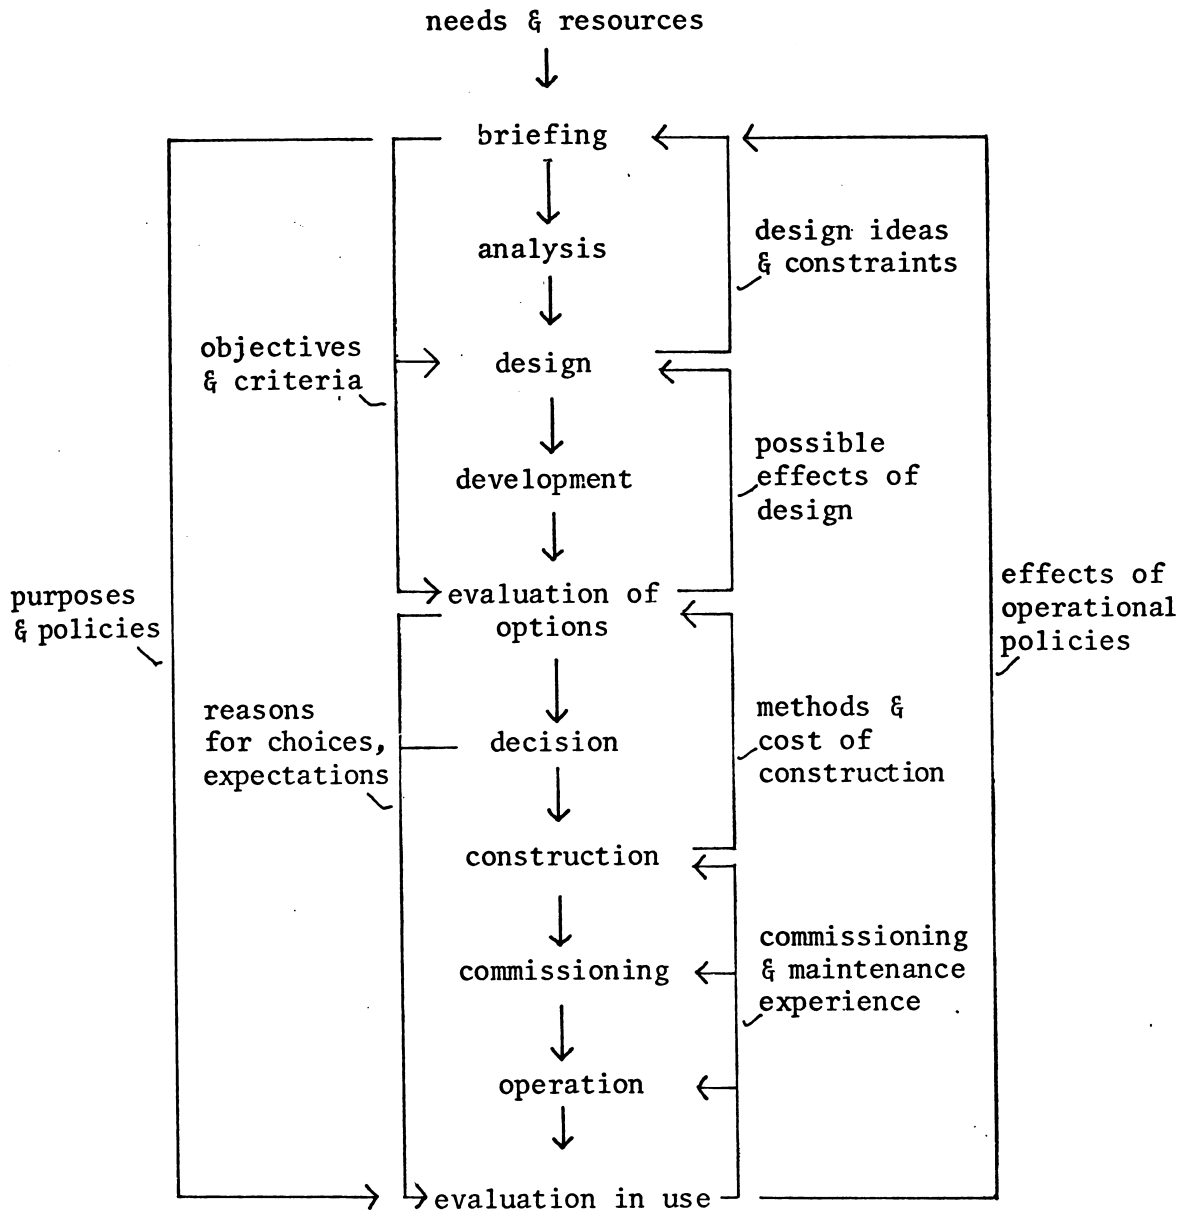 needs & resources
briefing
analysis
design ideas
& constraints
objectives
& criteria
design
possible
effects of
design
development
purposes
& policies
evaluation of
options
effects of
operational
policies
reasons
for choices,
expectations
decision
methods &
cost of
construction
construction
commissioning
commissioning
& maintenance
experience
operation
evaluation in use